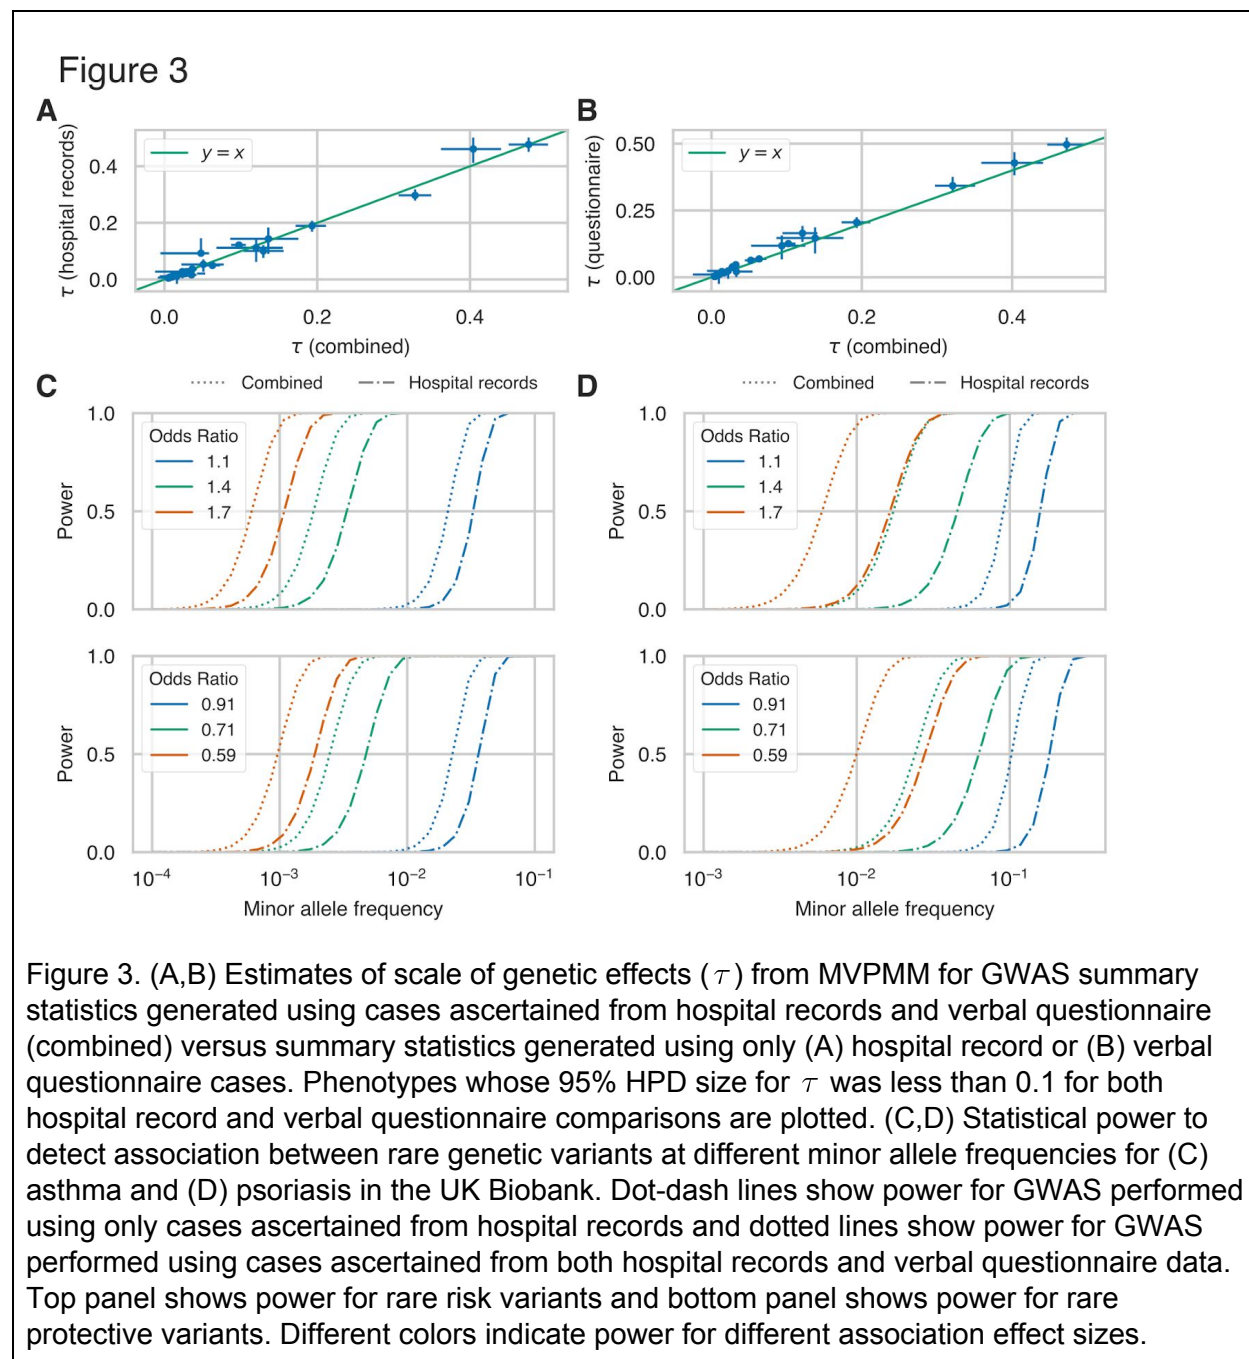 Figure 3
A
B
τ (hospital records)
y = x
0.4
0.2
0.0
0.0
0.2
0.4
τ (combined)
τ (questionnaire)
y = x
0.50
0.25
0.00
0.0
0.2
0.4
τ (combined)
C
Combined
Hospital records
D
Combined
Hospital records
Power
1.0
0.5
0.0
Odds Ratio
1.1
1.4
1.7
Power
1.0
0.5
0.0
Odds Ratio
1.1
1.4
1.7
Power
1.0
0.5
0.0
Odds Ratio
0.91
0.71
0.59
10⁻⁴
10⁻³
10⁻²
10⁻¹
Minor allele frequency
Power
1.0
0.5
0.0
Odds Ratio
0.91
0.71
0.59
10⁻³
10⁻²
10⁻¹
Minor allele frequency
Figure 3. (A,B) Estimates of scale of genetic effects (τ) from MVPMM for GWAS summary
statistics generated using cases ascertained from hospital records and verbal questionnaire
(combined) versus summary statistics generated using only (A) hospital record or (B) verbal
questionnaire cases. Phenotypes whose 95% HPD size for τ was less than 0.1 for both
hospital record and verbal questionnaire comparisons are plotted. (C,D) Statistical power to
detect association between rare genetic variants at different minor allele frequencies for (C)
asthma and (D) psoriasis in the UK Biobank. Dot-dash lines show power for GWAS performed
using only cases ascertained from hospital records and dotted lines show power for GWAS
performed using cases ascertained from both hospital records and verbal questionnaire data.
Top panel shows power for rare risk variants and bottom panel shows power for rare
protective variants. Different colors indicate power for different association effect sizes.